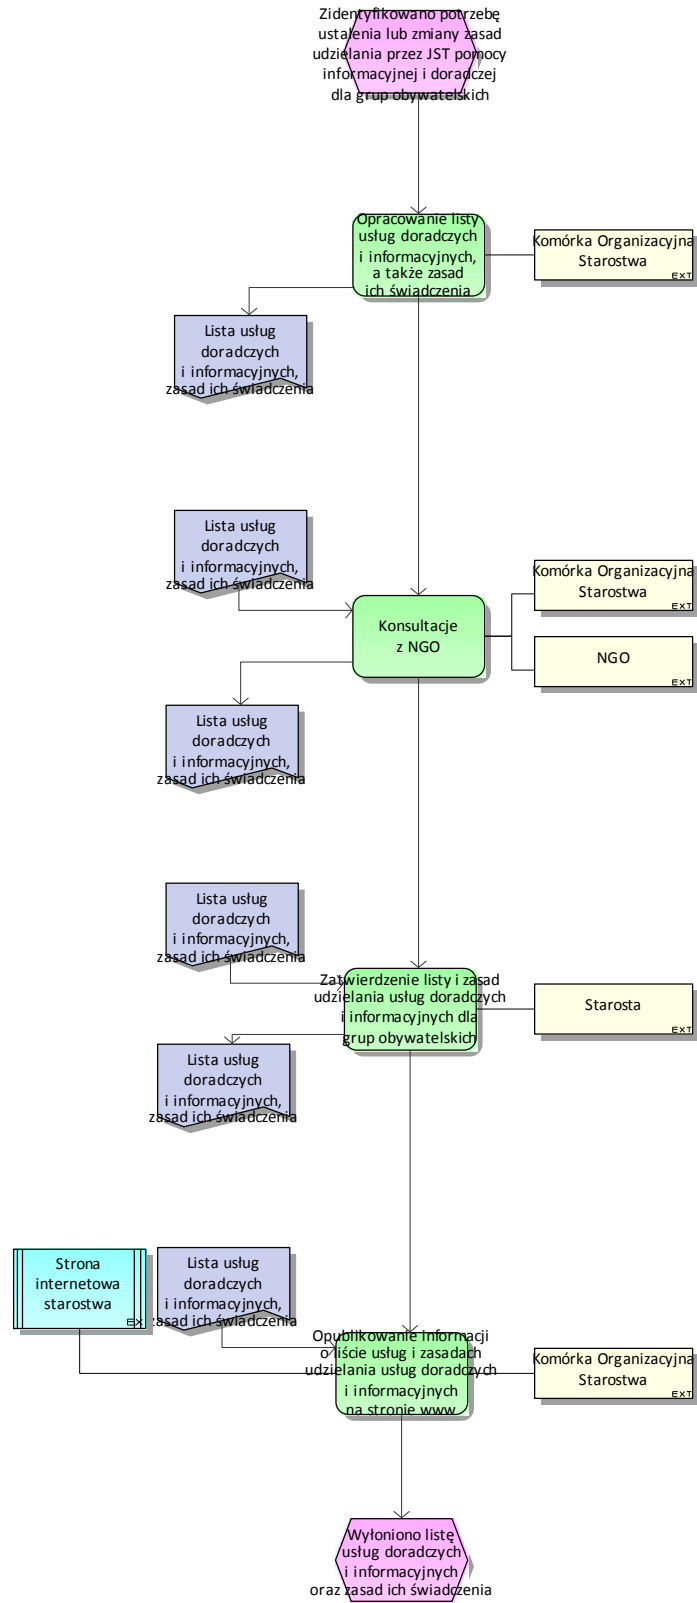 Zidentyfikowano potrzebę
ustalenia lub zmiany zasad
udzielania przez JST pomocy
informacyjnej i doradczej
dla grup obywatelskich
Opracowanie listy
usług doradczych
i informacyjnych,
a także zasad
ich świadczenia
Komórka Organizacyjna
Starostwa
EXT
Lista usług
doradczych
i informacyjnych,
zasad ich świadczenia
Lista usług
doradczych
i informacyjnych,
zasad ich świadczenia
Komórka Organizacyjna
Starostwa
EXT
Konsultacje
z NGO
NGO
EXT
Lista usług
doradczych
i informacyjnych,
zasad ich świadczenia
Lista usług
doradczych
i informacyjnych,
zasad ich świadczenia
Zatwierdzenie listy i zasad
udzielania usług doradczych
i informacyjnych dla
grup obywatelskich
Starosta
EXT
Lista usług
doradczych
i informacyjnych,
zasad ich świadczenia
Strona
internetowa
starostwa
EX
Lista usług
doradczych
i informacyjnych,
zasad ich świadczenia
Opublikowanie informacji
o liście usług i zasadach
udzielania usług doradczych
i informacyjnych
na stronie www
Komórka Organizacyjna
Starostwa
EXT
Wyłoniono listę
usług doradczych
i informacyjnych
oraz zasad ich świadczenia